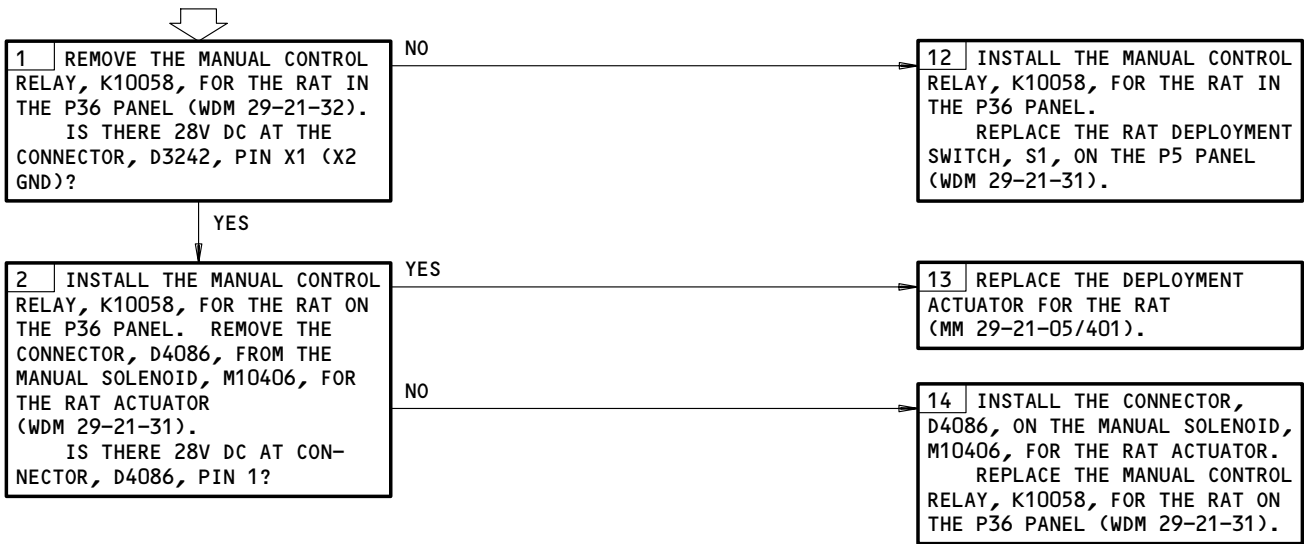 1 REMOVE THE MANUAL CONTROL
RELAY, K10058, FOR THE RAT IN
THE P36 PANEL (WDM 29-21-32).
IS THERE 28V DC AT THE
CONNECTOR, D3242, PIN X1 (X2
GND)?
NO
12 INSTALL THE MANUAL CONTROL
RELAY, K10058, FOR THE RAT IN
THE P36 PANEL.
REPLACE THE RAT DEPLOYMENT
SWITCH, S1, ON THE P5 PANEL
(WDM 29-21-31).
YES
2 INSTALL THE MANUAL CONTROL
RELAY, K10058, FOR THE RAT ON
THE P36 PANEL. REMOVE THE
CONNECTOR, D4086, FROM THE
MANUAL SOLENOID, M10406, FOR
THE RAT ACTUATOR
(WDM 29-21-31).
IS THERE 28V DC AT CON-
NECTOR, D4086, PIN 1?
YES
13 REPLACE THE DEPLOYMENT
ACTUATOR FOR THE RAT
(MM 29-21-05/401).
NO
14 INSTALL THE CONNECTOR,
D4086, ON THE MANUAL SOLENOID,
M10406, FOR THE RAT ACTUATOR.
REPLACE THE MANUAL CONTROL
RELAY, K10058, FOR THE RAT ON
THE P36 PANEL (WDM 29-21-31).